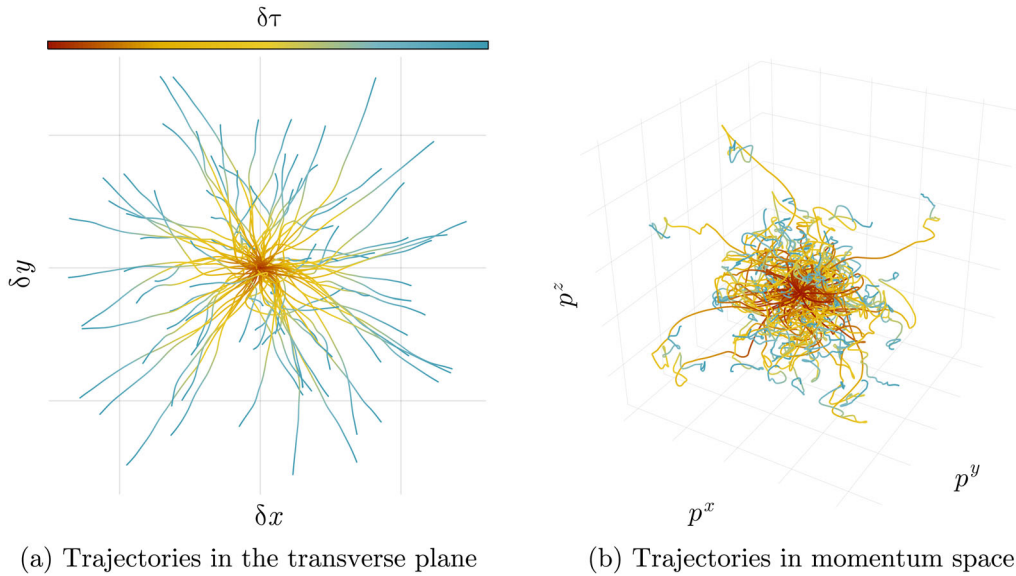 δτ
δy
δx
p^z
p^x
p^y
(a) Trajectories in the transverse plane
(b) Trajectories in momentum space